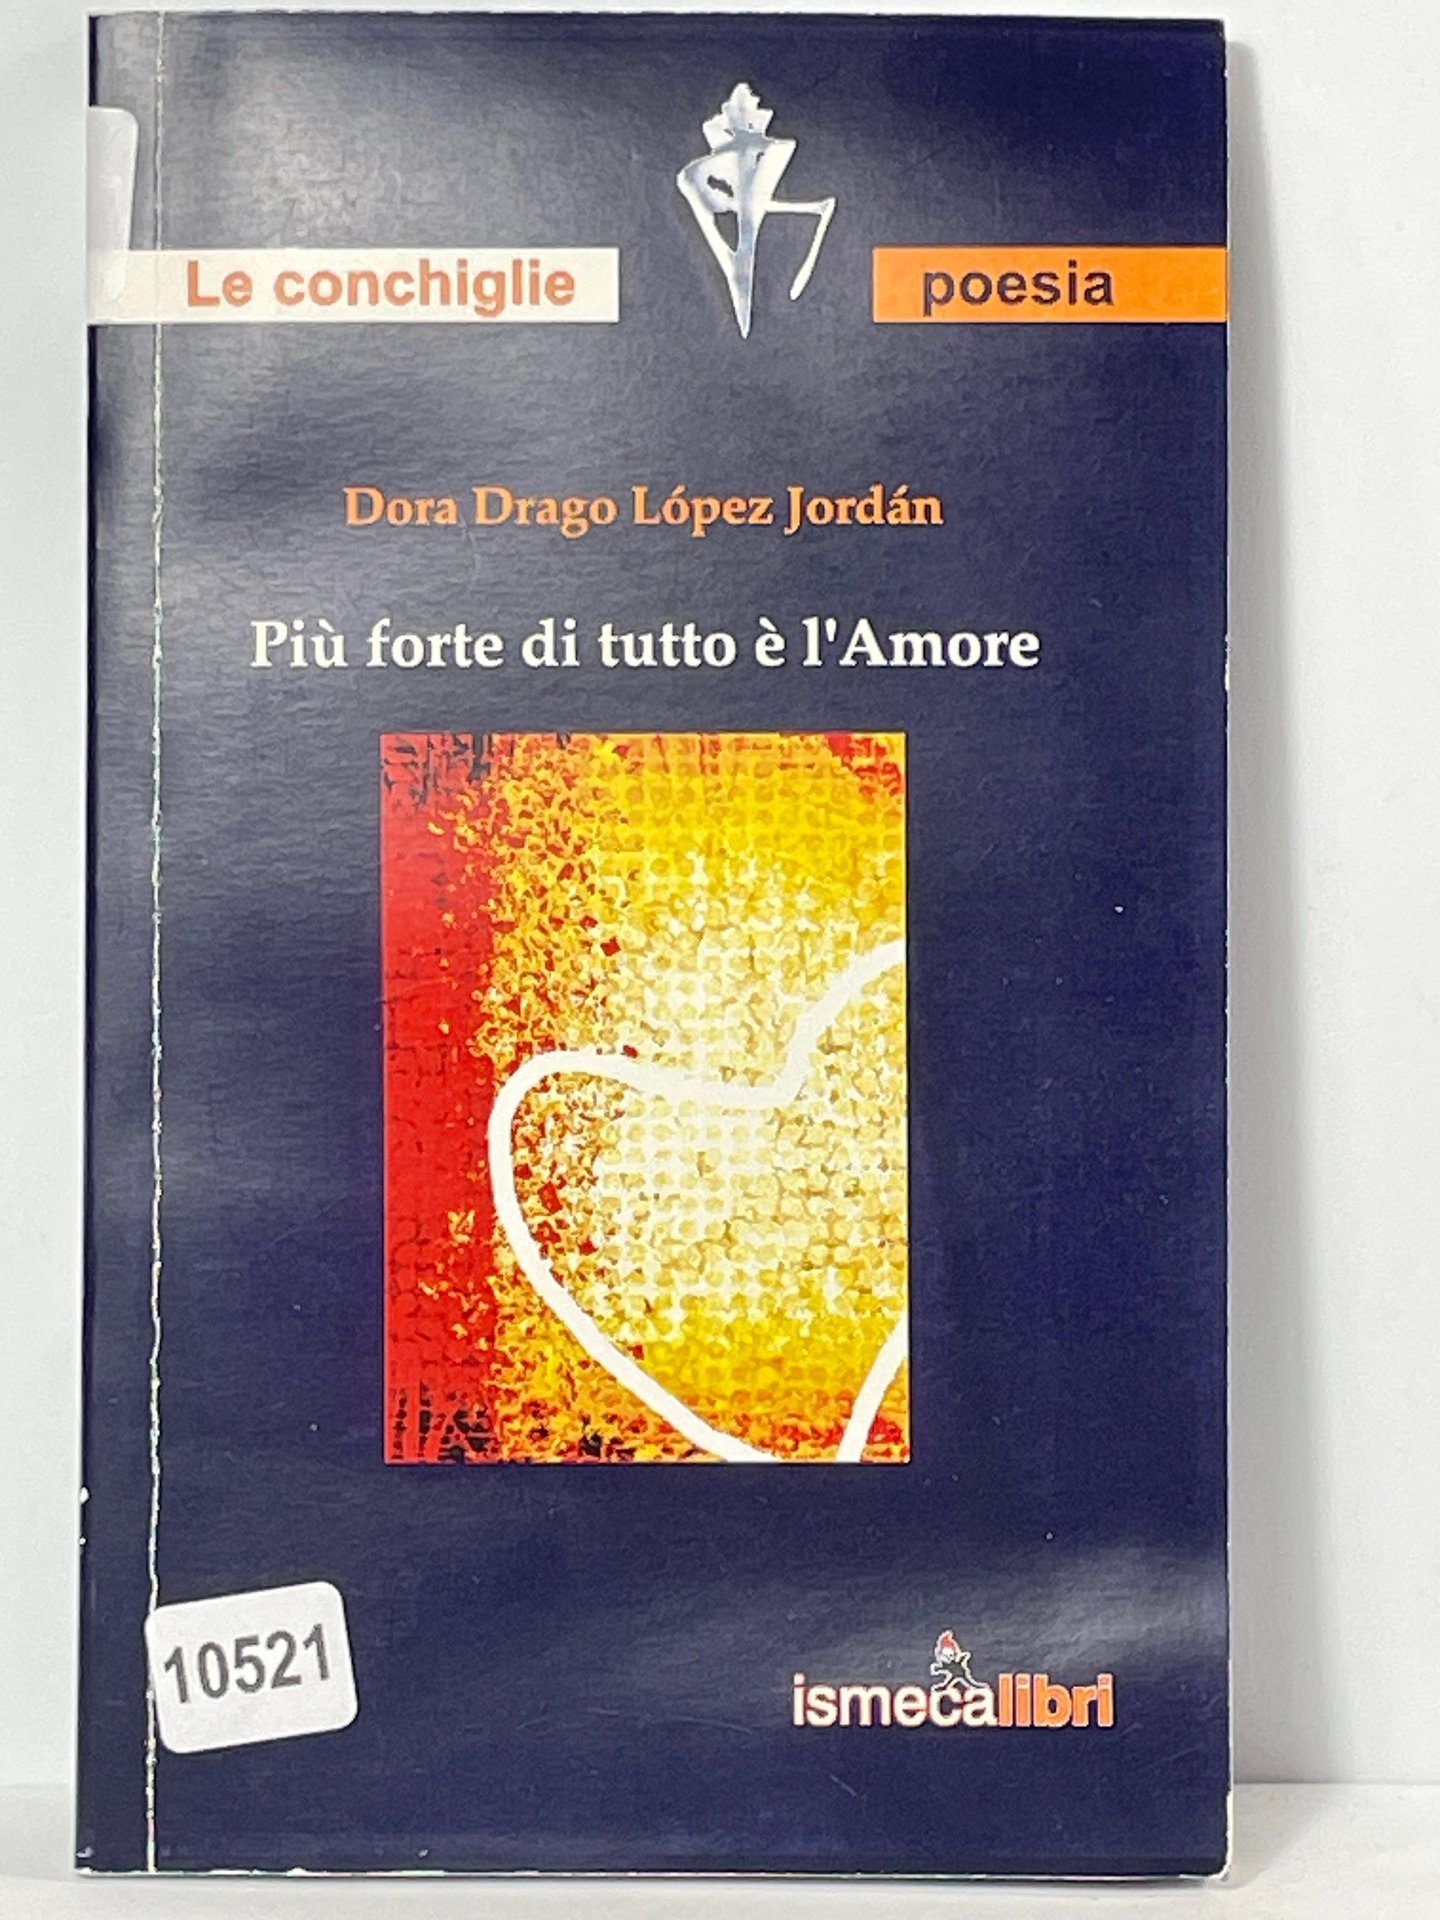 Le conchiglie
poesia
Dora Drago López Jordán
Più forte di tutto è l'Amore
10521
ismecalibri